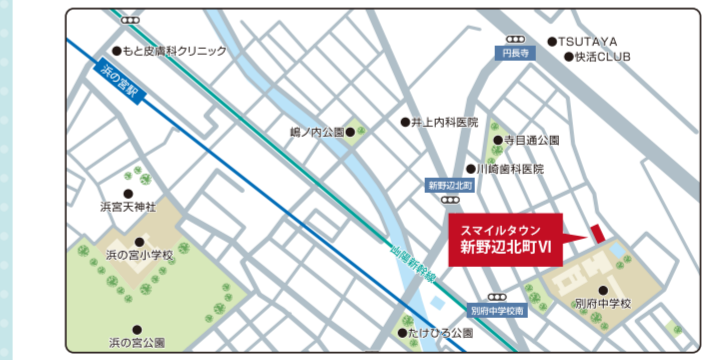 もと皮膚科クリニック
浜の宮駅
円長寺
TSUTAYA
快活CLUB
嶋ノ内公園
井上内科医院
寺目通公園
川崎歯科医院
新野辺北町
浜宮天神社
スマイルタウン
新野辺北町Ⅵ
浜の宮小学校
山陽新幹線
別府中学校
別府中学校南
浜の宮公園
たけひろ公園